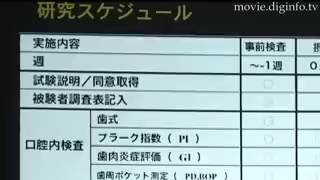 movie.diginfo.tv
研究スケジュール
実施内容 事前検査
週 ~-1週 0
試験説明／同意取得 ○
被験者調査表記入 ○
口腔内検査
歯式 ○
プラーク指数（ PI ） ○
歯肉炎症評価（ GI ） ○
歯周ポケット測定（ PD,BOP